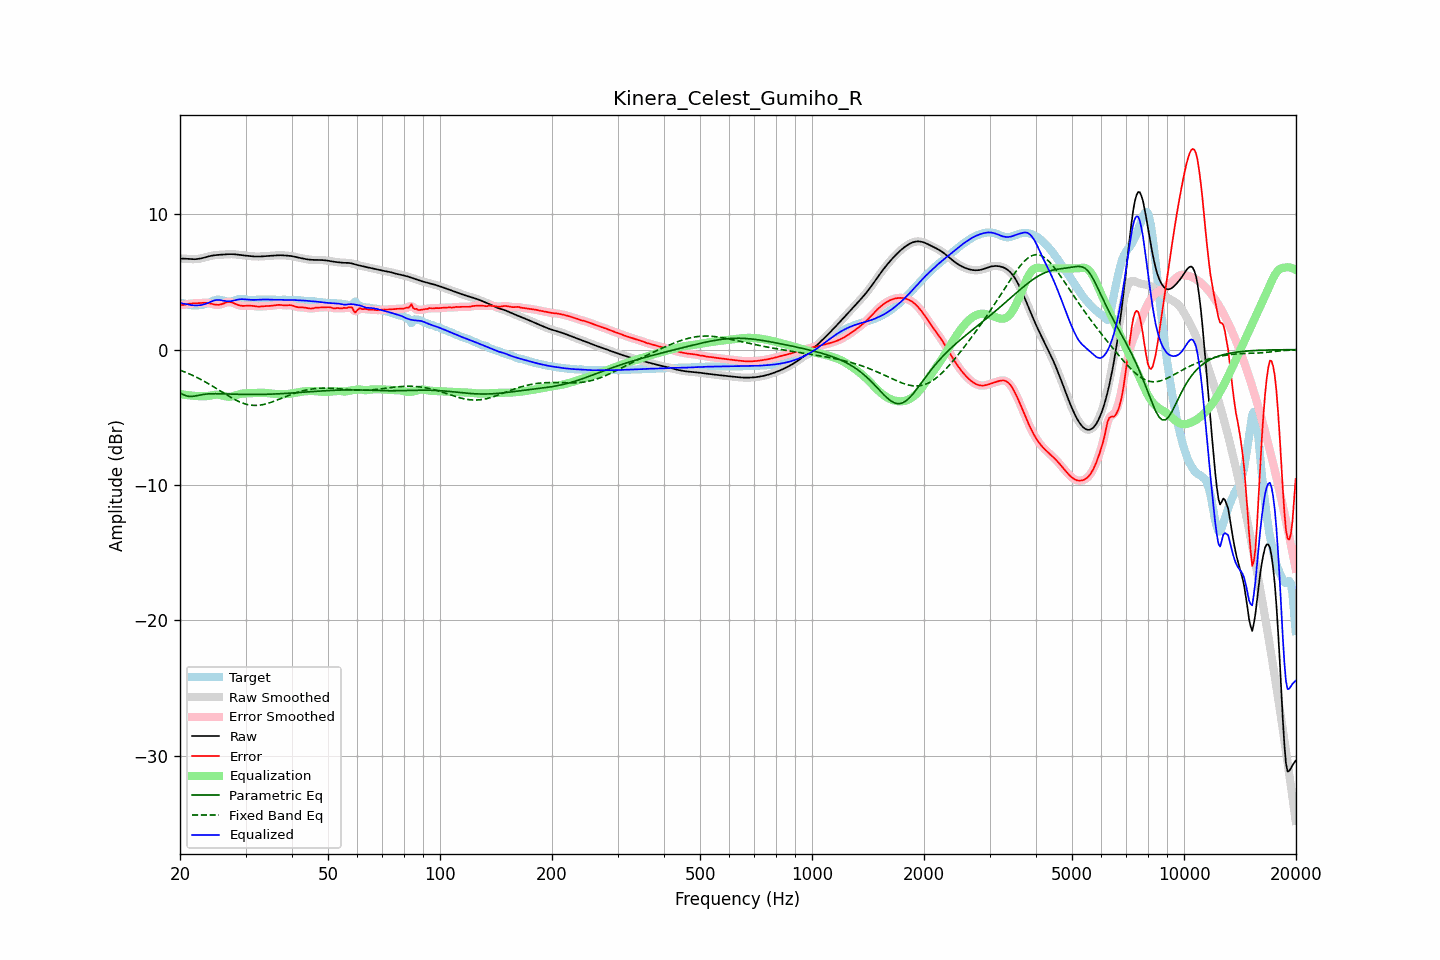 Kinera_Celest_Gumiho_R
Amplitude (dBr)
10
0
−10
−20
−30
Target
Raw Smoothed
Error Smoothed
Raw
Error
Equalization
Parametric Eq
Fixed Band Eq
Equalized
20 50 100 200 500 1000 2000 5000 10000 20000
Frequency (Hz)